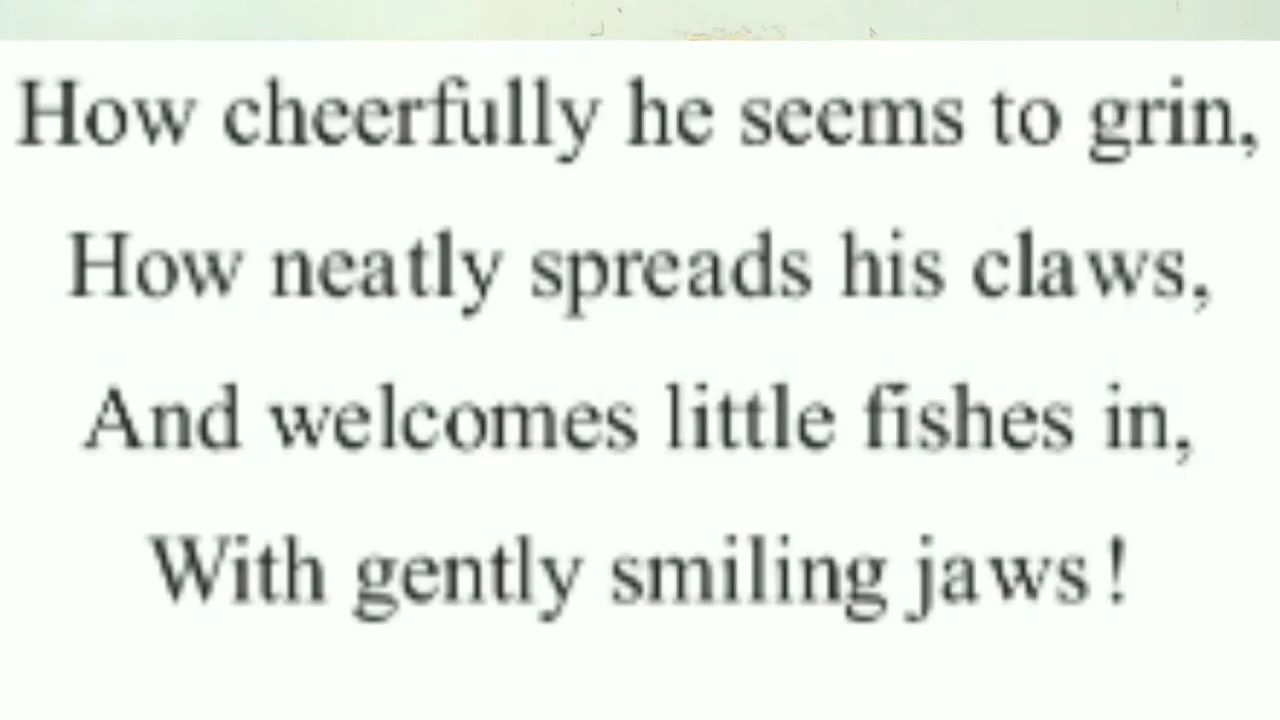 How cheerfully he seems to grin,
How neatly spreads his claws,
And welcomes little fishes in,
With gently smiling jaws!